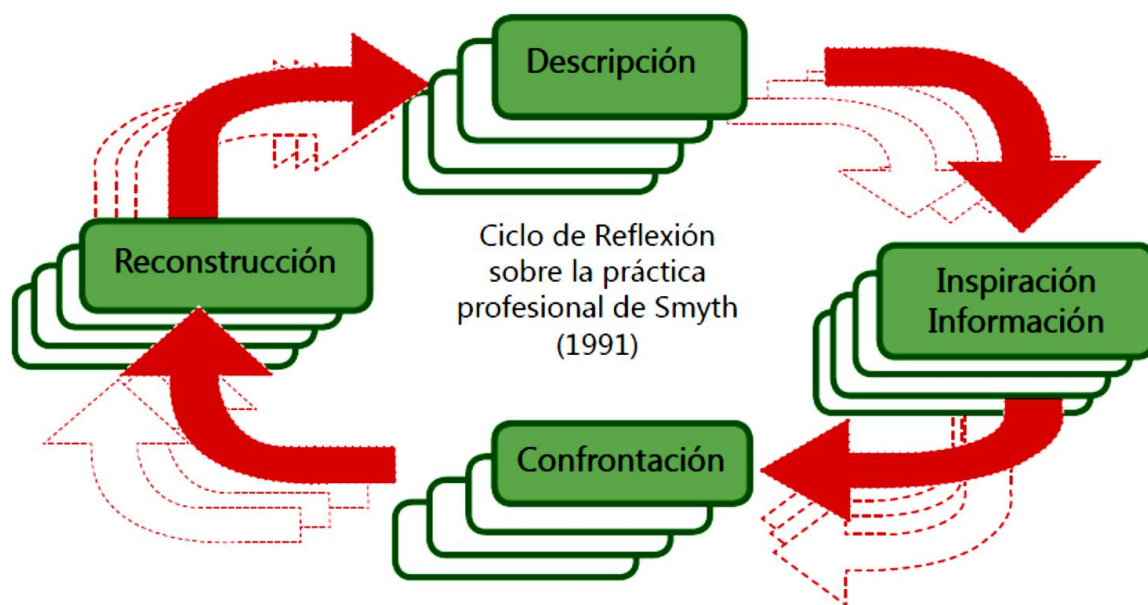 Descripción
Ciclo de Reflexión
sobre la práctica
profesional de Smyth
(1991)
Reconstrucción
Inspiración
Información
Confrontación